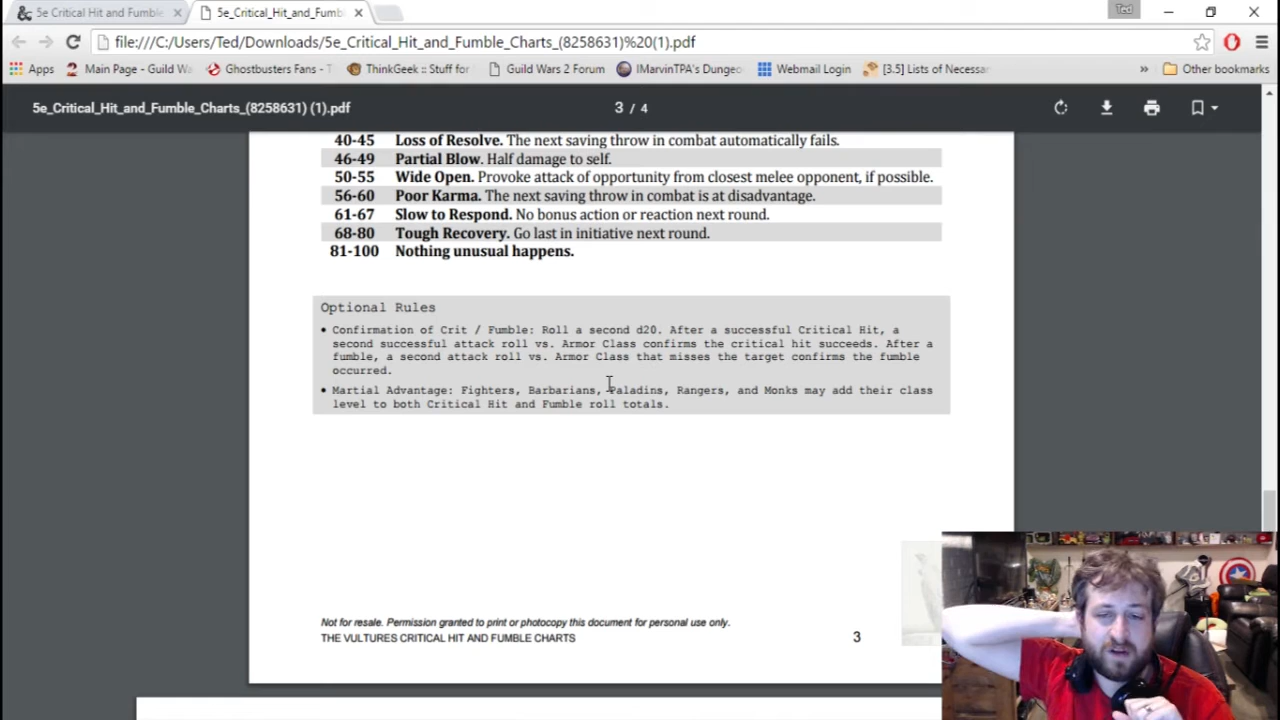 5e Critical Hit and Fumble
5e_Critical_Hit_and_Fumb
Ted
file:///C:/Users/Ted/Downloads/5e_Critical_Hit_and_Fumble_Charts_(8258631)%20(1).pdf
Apps
Main Page - Guild Wa
Ghostbusters Fans - T
ThinkGeek :: Stuff for
Guild Wars 2 Forum
IMarvinTPA's Dungeo
Webmail Login
[3.5] Lists of Necessar
»
Other bookmarks
5e_Critical_Hit_and_Fumble_Charts_(8258631) (1).pdf
3 / 4
40-45 Loss of Resolve. The next saving throw in combat automatically fails.
46-49 Partial Blow. Half damage to self.
50-55 Wide Open. Provoke attack of opportunity from closest melee opponent, if possible.
56-60 Poor Karma. The next saving throw in combat is at disadvantage.
61-67 Slow to Respond. No bonus action or reaction next round.
68-80 Tough Recovery. Go last in initiative next round.
81-100 Nothing unusual happens.
Optional Rules
• Confirmation of Crit / Fumble: Roll a second d20. After a successful Critical Hit, a
second successful attack roll vs. Armor Class confirms the critical hit succeeds. After a
fumble, a second attack roll vs. Armor Class that misses the target confirms the fumble
occurred.
• Martial Advantage: Fighters, Barbarians, Paladins, Rangers, and Monks may add their class
level to both Critical Hit and Fumble roll totals.
Not for resale. Permission granted to print or photocopy this document for personal use only.
THE VULTURES CRITICAL HIT AND FUMBLE CHARTS
3